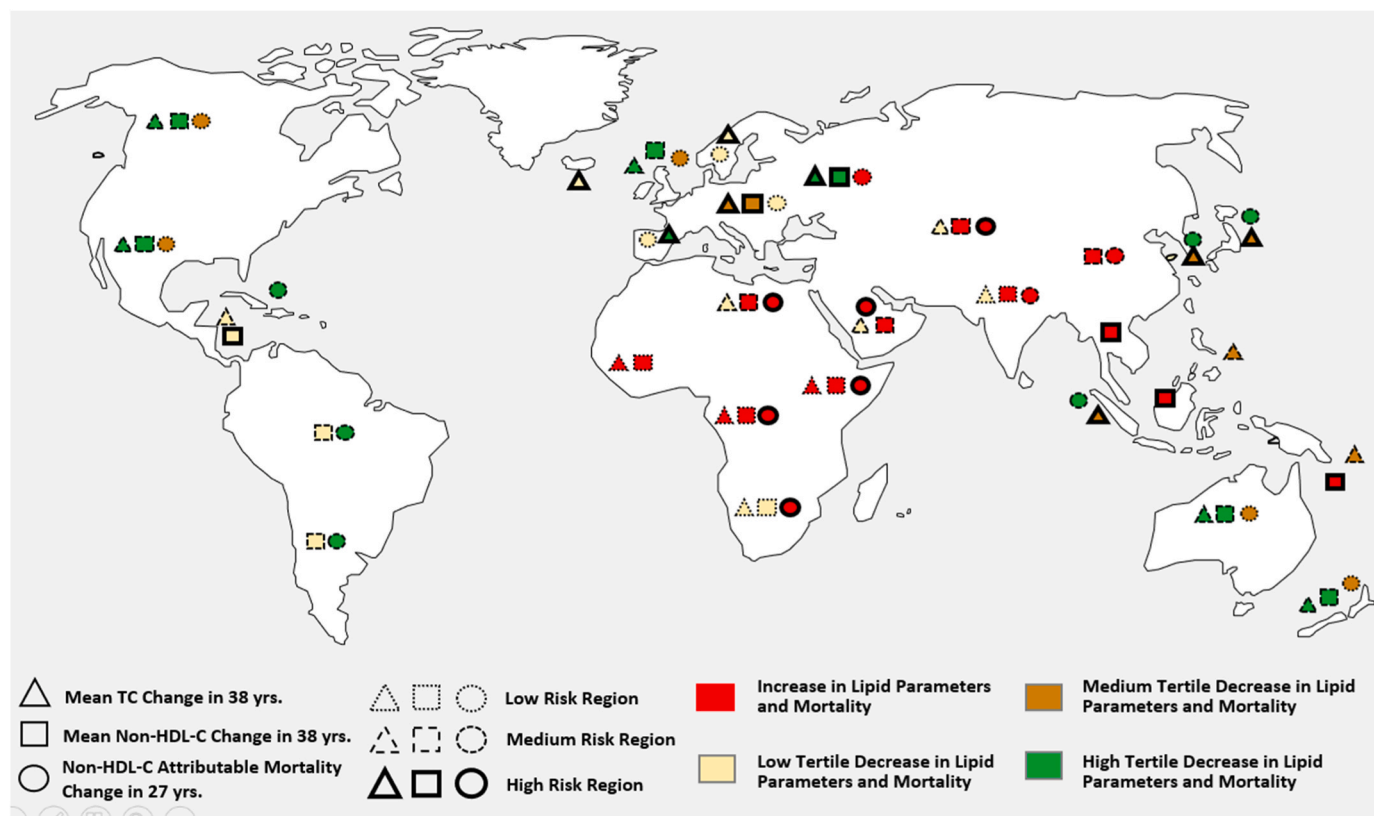 Mean TC Change in 38 yrs.
Mean Non-HDL-C Change in 38 yrs.
Non-HDL-C Attributable Mortality
Change in 27 yrs.
Low Risk Region
Medium Risk Region
High Risk Region
Increase in Lipid Parameters
and Mortality
Low Tertile Decrease in Lipid
Parameters and Mortality
Medium Tertile Decrease in Lipid
Parameters and Mortality
High Tertile Decrease in Lipid
Parameters and Mortality